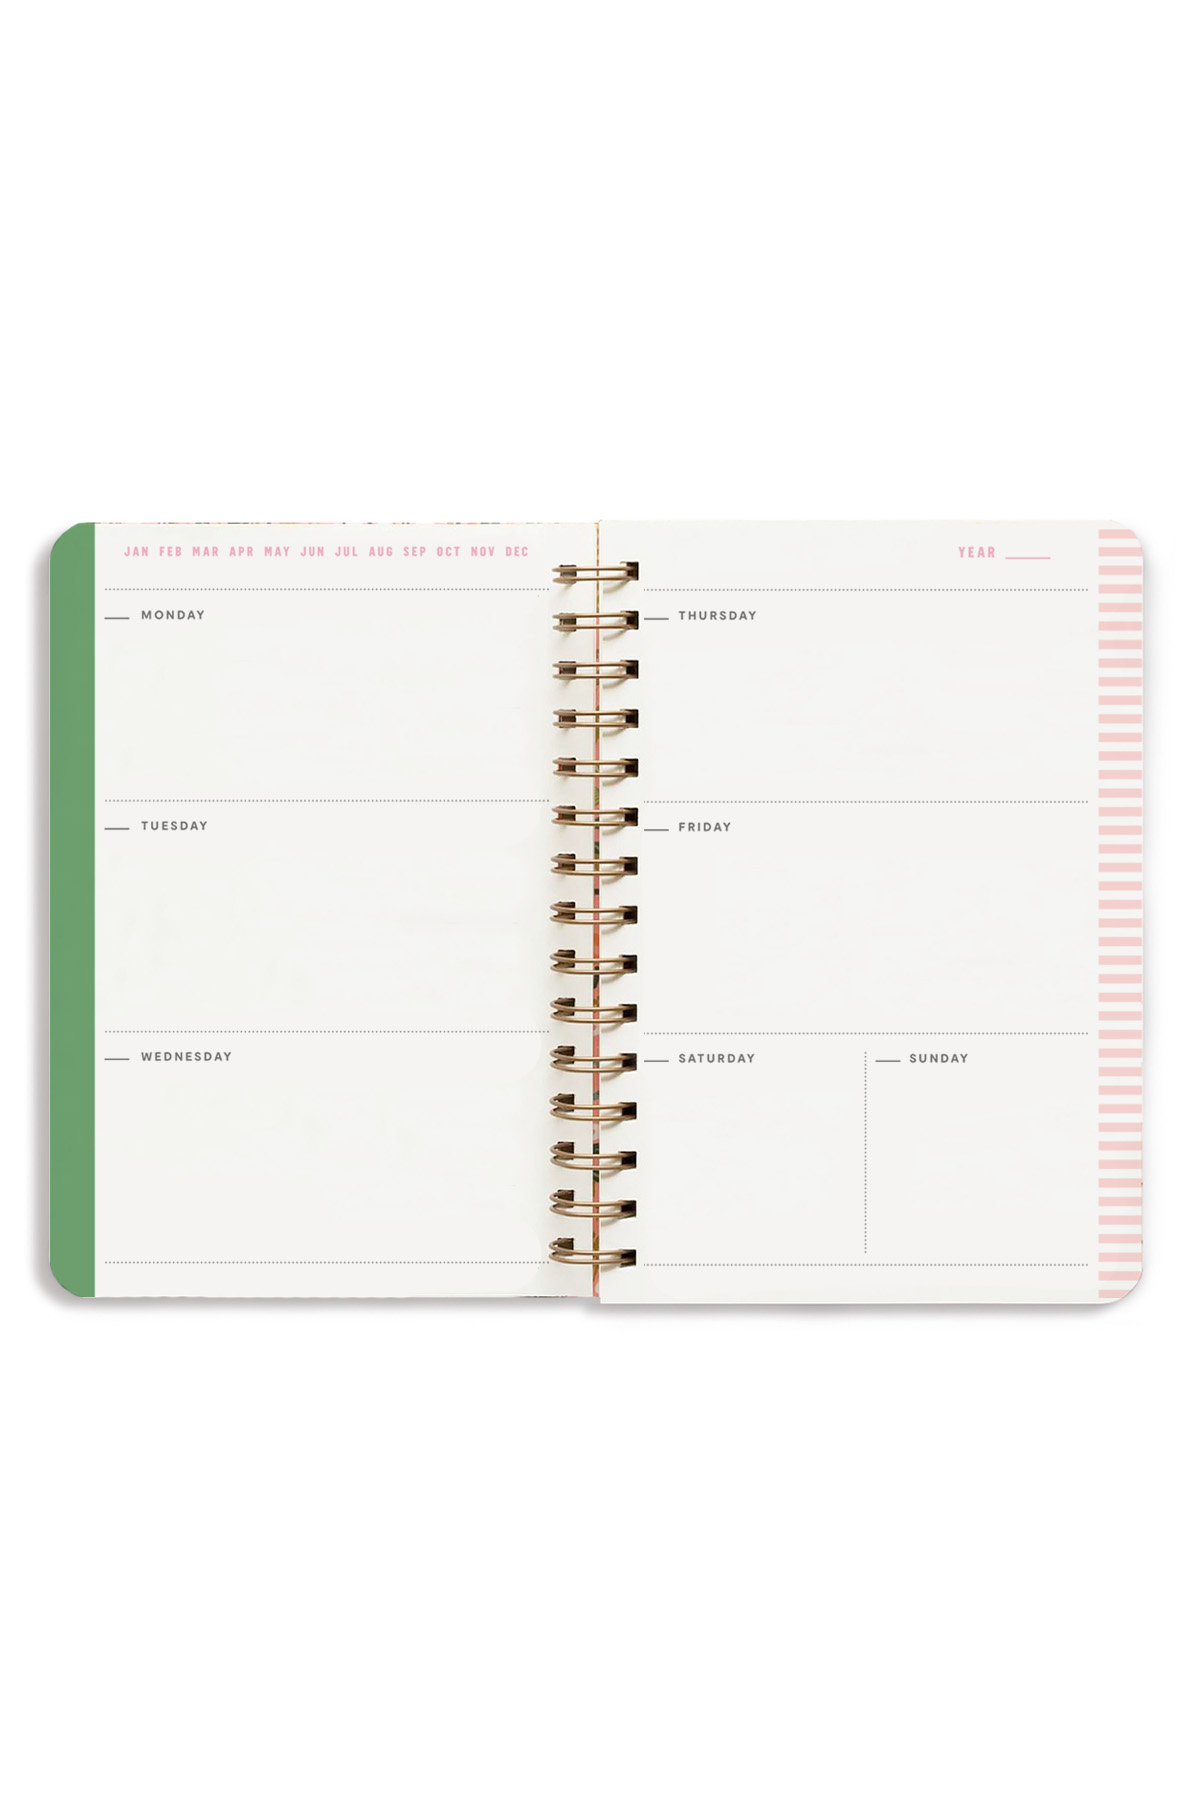 JAN FEB MAR APR MAY JUN JUL AUG SEP OCT NOV DEC
MONDAY
TUESDAY
WEDNESDAY
YEAR
THURSDAY
FRIDAY
SATURDAY
SUNDAY